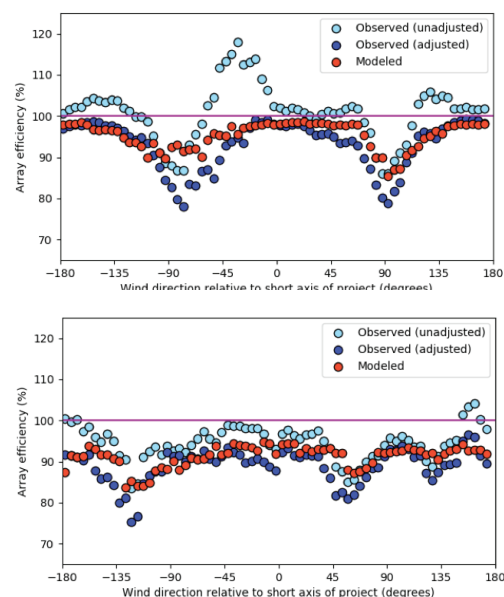 120
110
100
90
80
70
Array efficiency (%)
Observed (unadjusted)
Observed (adjusted)
Modeled
−180 −135 −90 −45 0 45 90 135 180
Wind direction relative to short axis of project (degrees)
120
110
100
90
80
70
Array efficiency (%)
Observed (unadjusted)
Observed (adjusted)
Modeled
−180 −135 −90 −45 0 45 90 135 180
Wind direction relative to short axis of project (degrees)